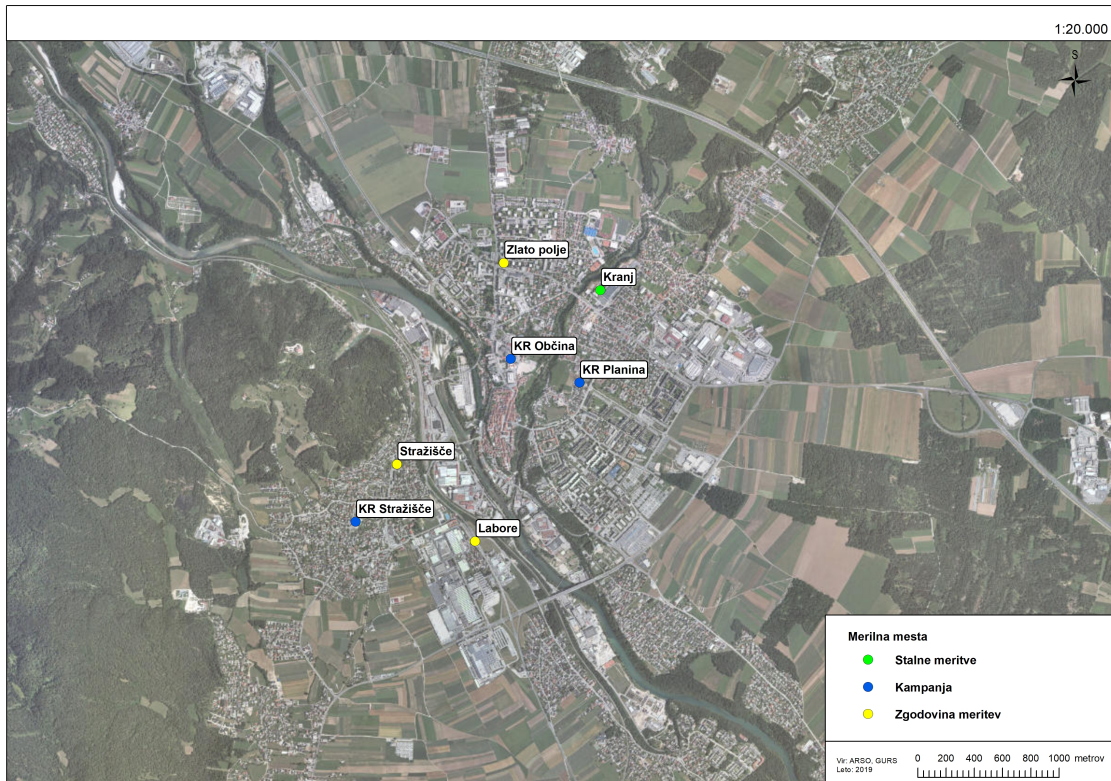 1:20.000
S
Zlato polje
Kranj
KR Občina
KR Planina
Stražišče
KR Stražišče
Labore
Merilna mesta
Stalne meritve
Kampanja
Zgodovina meritev
Vir: ARSO, GURS
Leto: 2019
0 200 400 600 800 1000 metrov